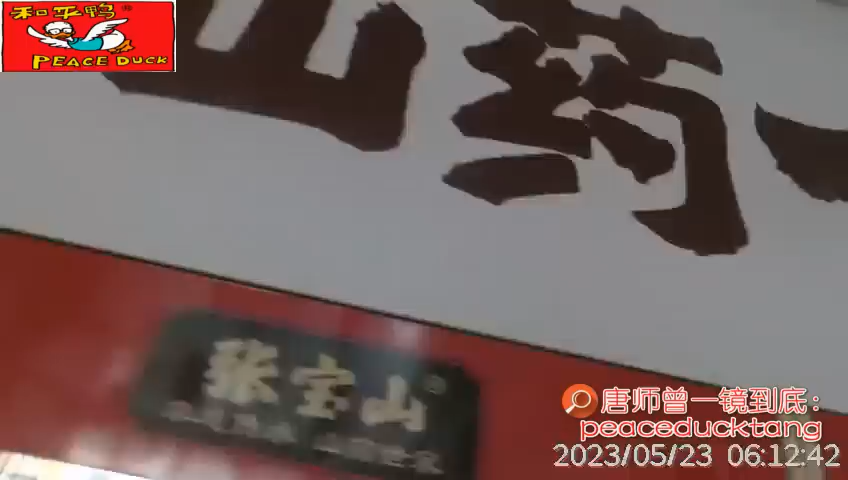 和平鸭®
PEACE DUCK
山药一
张宝山
唐师曾一镜到底：
peaceducktang
2023/05/23 06:12:42